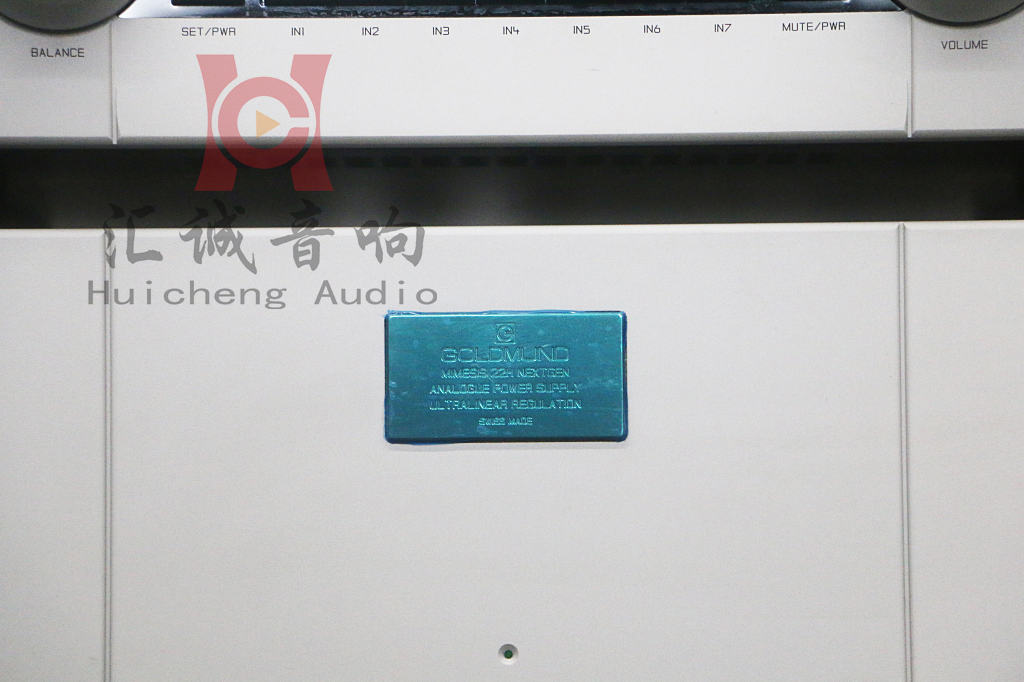 SET/PWR IN1 IN2 IN3 IN4 IN5 IN6 IN7 MUTE/PWR
BALANCE VOLUME
汇诚音响
Huicheng Audio
GOLDMUND
MIMESIS 22H NEXTGEN
ANALOGUE POWER SUPPLY
ULTRALINEAR REGULATION
SWISS MADE